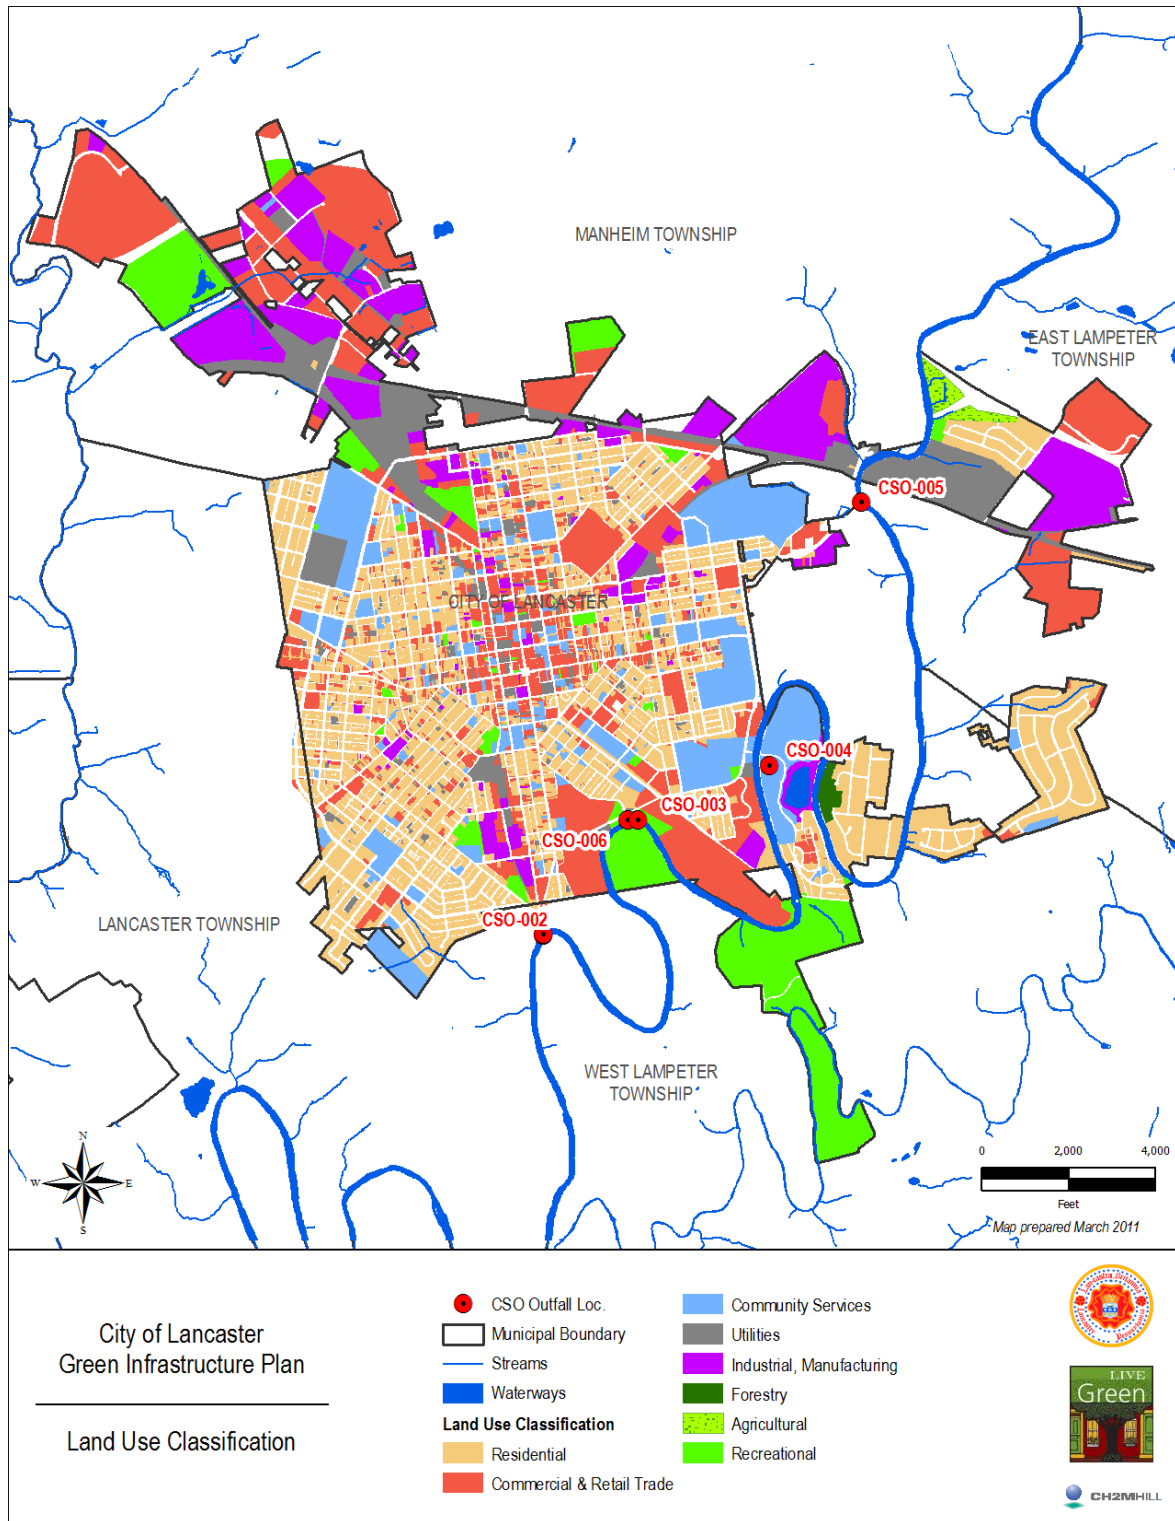 MANHEIM TOWNSHIP
EAST LAMPETER
TOWNSHIP
CSO-005
CITY OF LANCASTER
CSO-004
CSO-003
CSO-006
CSO-002
LANCASTER TOWNSHIP
WEST LAMPETER
TOWNSHIP
N
W E
S
0 2,000 4,000
Feet
Map prepared March 2011
City of Lancaster
Green Infrastructure Plan
Land Use Classification
CSO Outfall Loc.
Municipal Boundary
Streams
Waterways
Land Use Classification
Residential
Commercial & Retail Trade
Community Services
Utilities
Industrial, Manufacturing
Forestry
Agricultural
Recreational
LIVE
Green
CH2MHILL